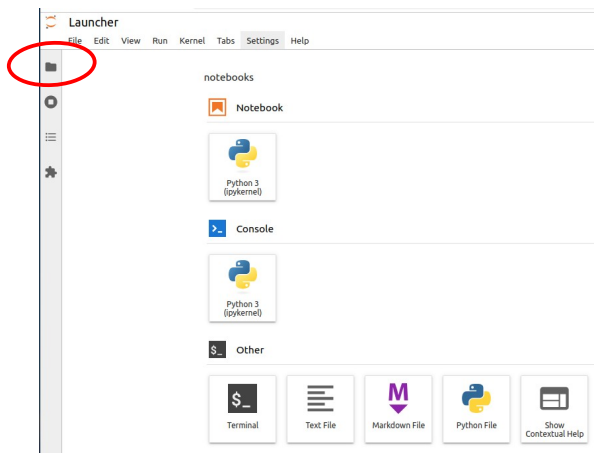 Launcher
File Edit View Run Kernel Tabs Settings Help
notebooks
Notebook
Python 3
(ipykernel)
>_ Console
Python 3
(ipykernel)
$_ Other
$_
M
Terminal Text File Markdown File Python File Show
Contextual Help